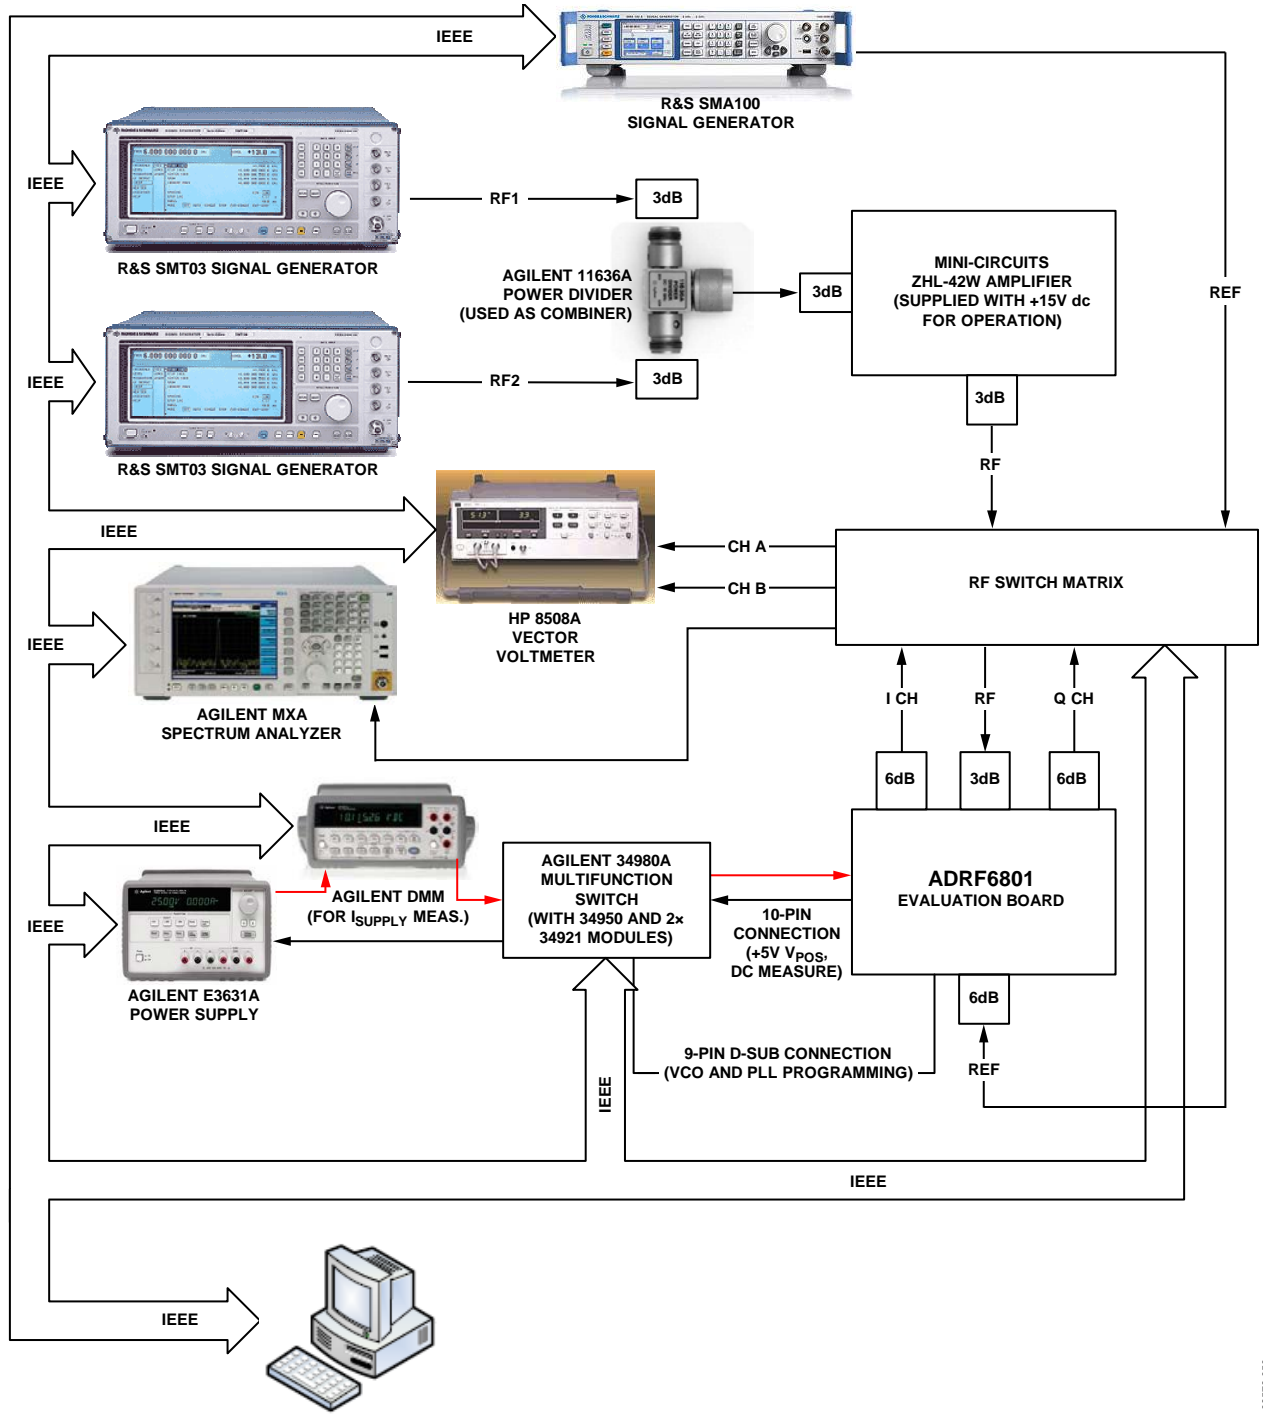 IEEE
R&S SMA100
SIGNAL GENERATOR
IEEE
R&S SMT03 SIGNAL GENERATOR
RF1
3dB
AGILENT 11636A
POWER DIVIDER
(USED AS COMBINER)
3dB
MINI-CIRCUITS
ZHL-42W AMPLIFIER
(SUPPLIED WITH +15V dc
FOR OPERATION)
REF
IEEE
R&S SMT03 SIGNAL GENERATOR
RF2
3dB
3dB
RF
IEEE
HP 8508A
VECTOR
VOLTMETER
CH A
CH B
RF SWITCH MATRIX
IEEE
AGILENT MXA
SPECTRUM ANALYZER
I CH
RF
Q CH
6dB
3dB
6dB
IEEE
AGILENT DMM
(FOR ISUPPLY MEAS.)
AGILENT 34980A
MULTIFUNCTION
SWITCH
(WITH 34950 AND 2×
34921 MODULES)
10-PIN
CONNECTION
(+5V VPOS,
DC MEASURE)
ADRF6801
EVALUATION BOARD
IEEE
AGILENT E3631A
POWER SUPPLY
6dB
9-PIN D-SUB CONNECTION
(VCO AND PLL PROGRAMMING)
REF
IEEE
IEEE
IEEE